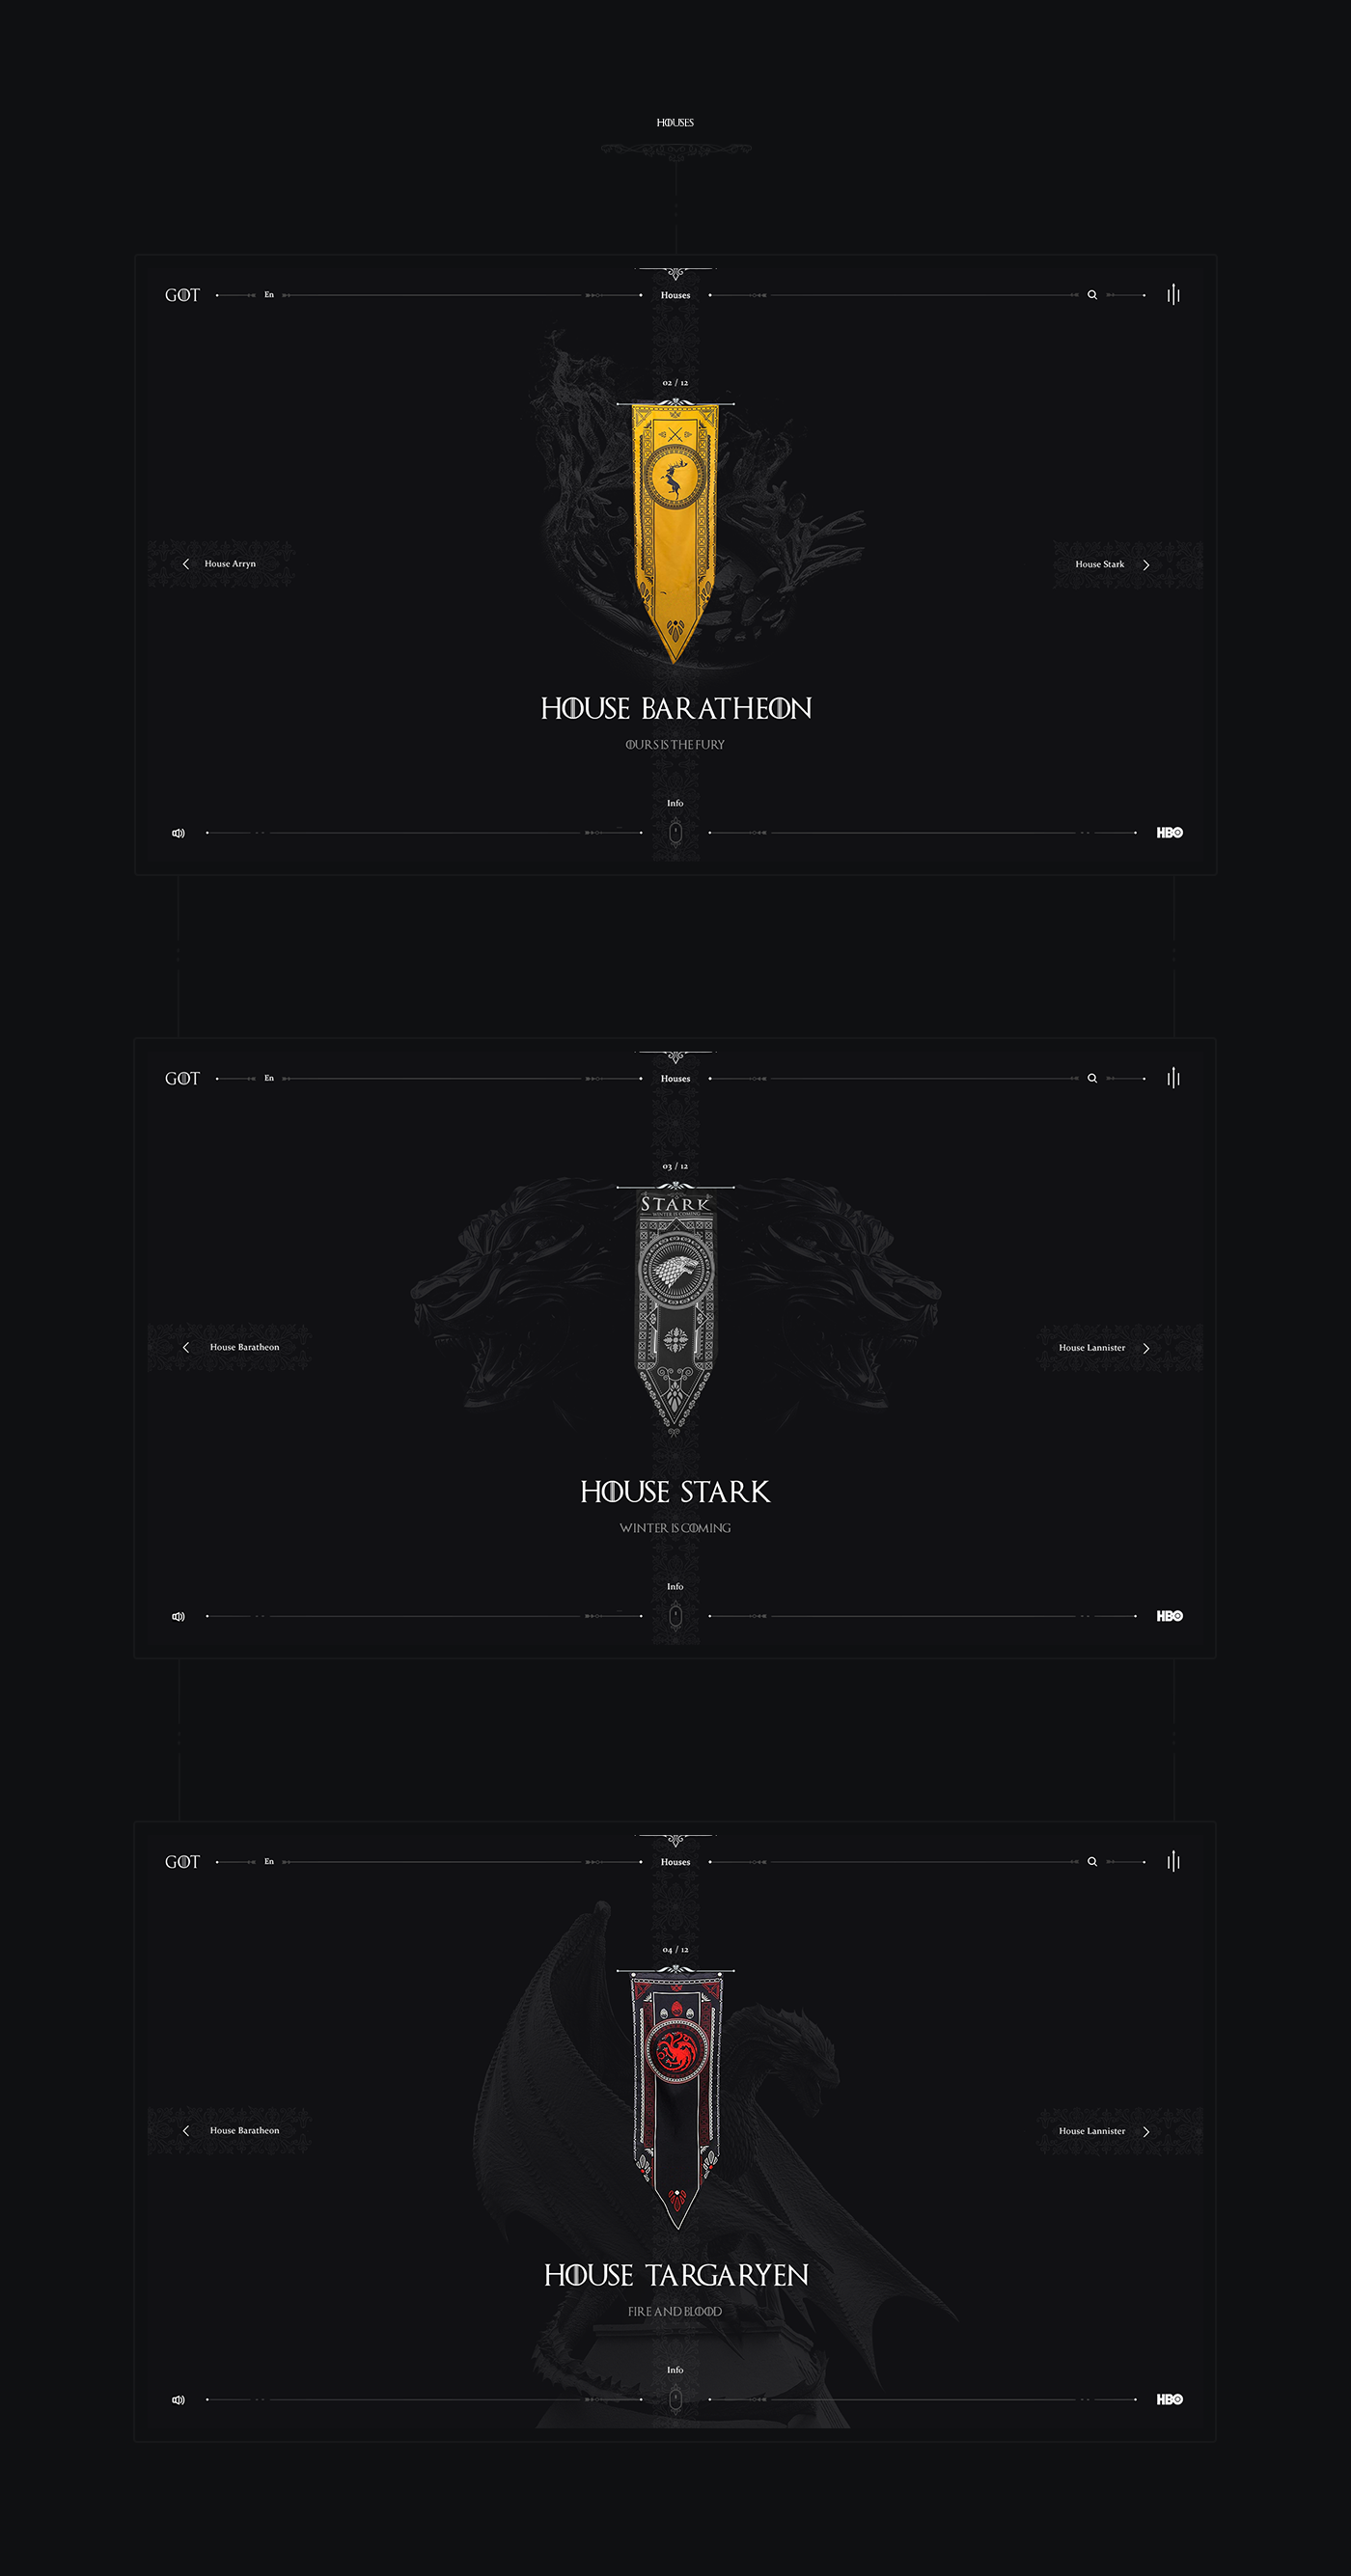 HOUSES
GOT
En
Houses
02 / 12
House Arryn
House Stark
HOUSE BARATHEON
OURS IS THE FURY
Info
HBO
GOT
En
Houses
03 / 12
STARK
WINTER IS COMING
House Baratheon
House Lannister
HOUSE STARK
WINTER IS COMING
Info
HBO
GOT
En
Houses
04 / 12
House Baratheon
House Lannister
HOUSE TARGARYEN
FIRE AND BLOOD
Info
HBO